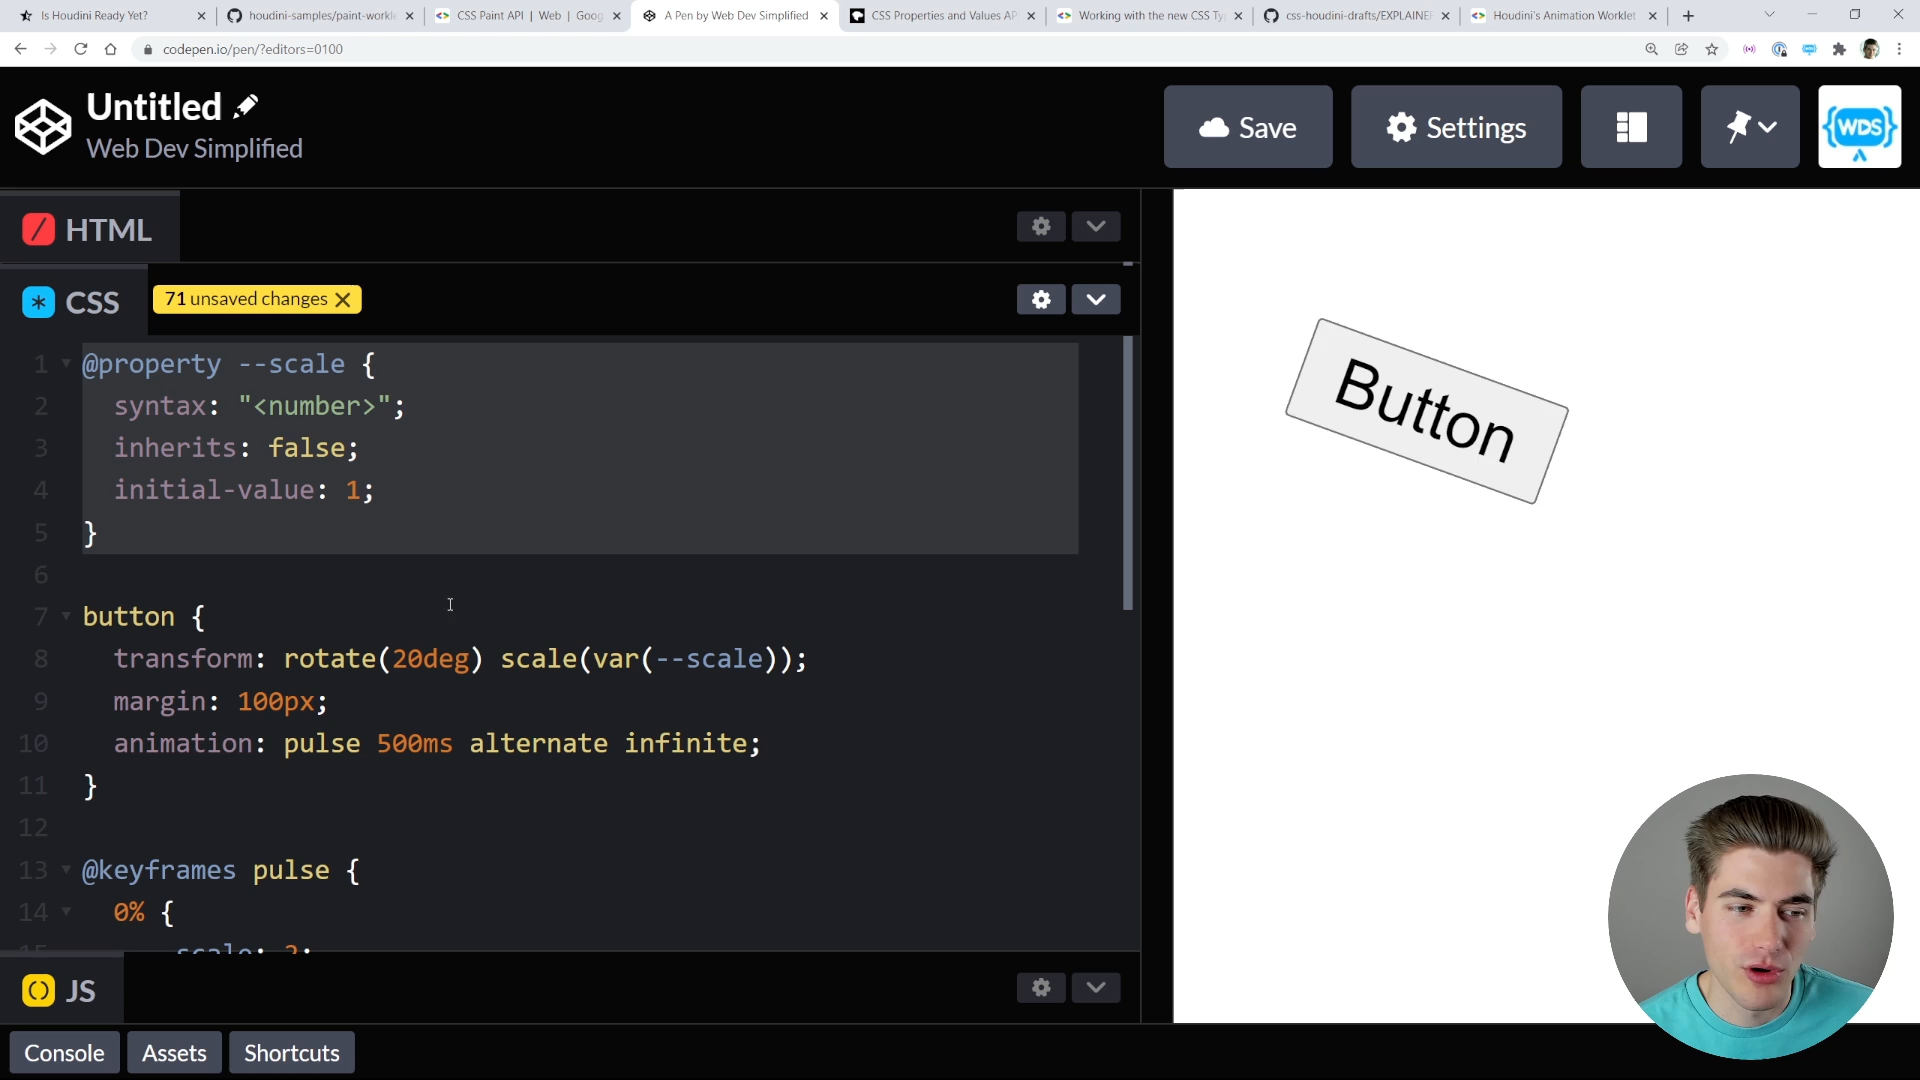 Is Houdini Ready Yet?
houdini-samples/paint-workle
CSS Paint API | Web | Goog
A Pen by Web Dev Simplified
CSS Properties and Values AP
Working with the new CSS Ty
css-houdini-drafts/EXPLAINER
Houdini's Animation Worklet
codepen.io/pen/?editors=0100
Untitled
Web Dev Simplified
Save
Settings
WDS
HTML
CSS
71 unsaved changes
1 @property --scale {
2 syntax: "<number>";
3 inherits: false;
4 initial-value: 1;
5 }
6
7 button {
8 transform: rotate(20deg) scale(var(--scale));
9 margin: 100px;
10 animation: pulse 500ms alternate infinite;
11 }
12
13 @keyframes pulse {
14 0% {
Button
JS
Console
Assets
Shortcuts